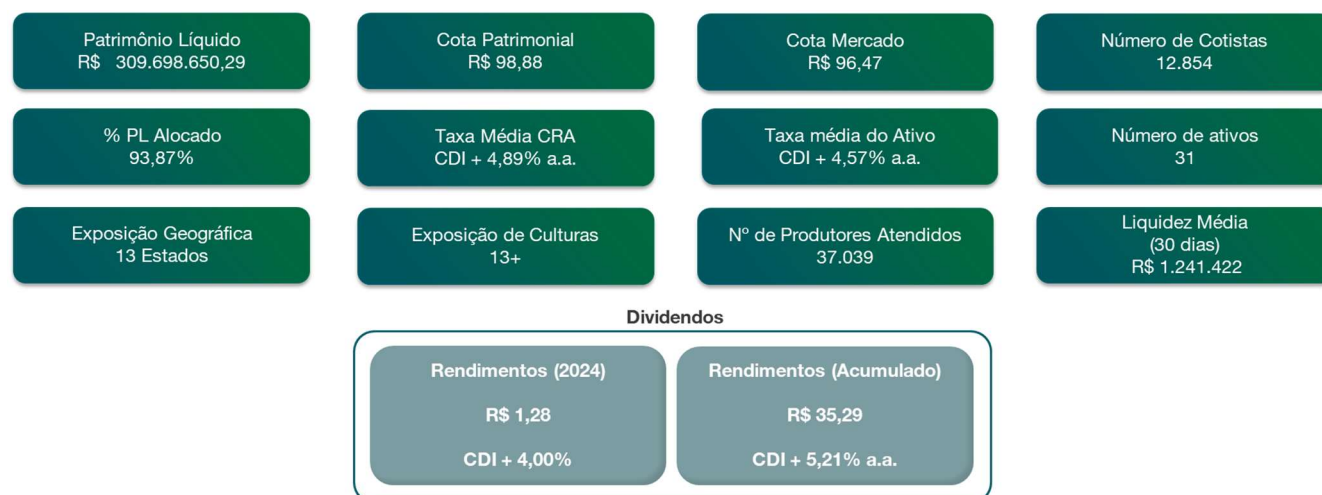 Patrimônio Líquido
R$ 309.698.650,29
Cota Patrimonial
R$ 98,88
Cota Mercado
R$ 96,47
Número de Cotistas
12.854
% PL Alocado
93,87%
Taxa Média CRA
CDI + 4,89% a.a.
Taxa média do Ativo
CDI + 4,57% a.a.
Número de ativos
31
Exposição Geográfica
13 Estados
Exposição de Culturas
13+
Nº de Produtores Atendidos
37.039
Liquidez Média
(30 dias)
R$ 1.241.422
Dividendos
Rendimentos (2024)
R$ 1,28
CDI + 4,00%
Rendimentos (Acumulado)
R$ 35,29
CDI + 5,21% a.a.